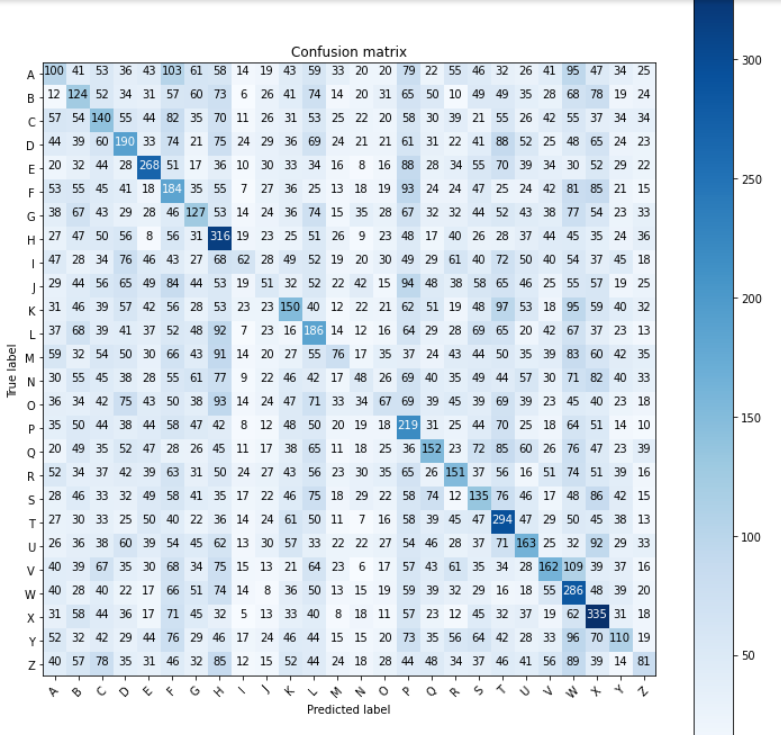 Confusion matrix
A 100 41 53 36 43 103 61 58 14 19 43 59 33 20 20 79 22 55 46 32 26 41 95 47 34 25
B 12 124 52 34 31 57 60 73 6 26 41 74 14 20 31 65 50 10 49 49 35 28 68 78 19 24
C 57 54 140 55 44 82 35 70 11 26 31 53 25 22 20 58 30 39 21 55 26 42 55 37 34 34
D 44 39 60 190 33 74 21 75 24 29 36 69 24 21 21 61 31 22 41 88 52 25 48 65 24 23
E 20 32 44 28 268 51 17 36 10 30 33 34 16 8 16 88 28 34 55 70 39 34 30 52 29 22
F 53 55 45 41 18 184 35 55 7 27 36 25 13 18 19 93 24 24 47 25 24 42 81 85 21 15
G 38 67 43 29 28 46 127 53 14 24 36 74 15 35 28 67 32 32 44 52 43 38 77 54 23 33
H 27 47 50 56 8 56 31 316 19 23 25 51 26 9 23 48 17 40 26 28 37 44 45 35 24 36
I 47 28 34 76 46 43 27 68 62 28 49 52 19 20 30 49 29 61 40 72 50 40 54 37 45 18
J 29 44 56 65 49 84 44 53 19 51 32 52 22 42 15 94 48 38 58 65 46 25 55 57 19 25
K 31 46 39 57 42 56 28 53 23 23 150 40 12 22 21 62 51 19 48 97 53 18 95 59 40 32
L 37 68 39 41 37 52 48 92 7 23 16 186 14 12 16 64 29 28 69 65 20 42 67 37 23 13
M 59 32 54 50 30 66 43 91 14 20 27 55 76 17 35 37 24 43 44 50 35 39 83 60 42 35
N 30 55 45 38 28 55 61 77 9 22 46 42 17 48 26 69 40 35 49 44 57 30 71 82 40 33
O 36 34 42 75 43 50 38 93 14 24 47 71 33 34 67 69 39 45 39 69 39 23 45 40 23 18
P 35 50 44 38 44 58 47 42 8 12 48 50 20 19 18 219 31 25 44 70 25 18 64 51 14 10
Q 20 49 35 52 47 28 26 45 11 17 38 65 11 18 25 36 152 23 72 85 60 26 76 47 23 39
R 52 34 37 42 39 63 31 50 24 27 43 56 23 30 35 65 26 151 37 56 16 51 74 51 39 16
S 28 46 33 32 49 58 41 35 17 22 46 75 18 29 22 58 74 12 135 76 46 17 48 86 42 15
T 27 30 33 25 50 40 22 36 14 24 61 50 11 7 16 58 39 45 47 294 47 29 50 45 38 13
U 26 36 38 60 39 54 45 62 13 30 57 33 22 22 27 54 46 28 37 71 163 25 32 92 29 33
V 40 39 67 35 30 68 34 75 15 13 21 64 23 6 17 57 43 61 35 34 28 162 109 39 37 16
W 40 28 40 22 17 66 51 74 14 8 36 50 13 15 19 59 39 32 29 16 18 55 286 48 39 20
X 31 58 44 36 17 71 45 32 5 13 33 40 8 18 11 57 23 12 45 32 37 19 62 335 31 18
Y 52 32 42 29 44 76 29 46 17 24 46 44 15 15 20 73 35 56 64 42 28 33 96 70 110 19
Z 40 57 78 35 31 46 32 85 12 15 52 44 24 18 28 44 48 34 37 46 41 56 89 39 14 81
A B C D E F G H I J K L M N O P Q R S T U V W X Y Z
Predicted label
True label
300
250
200
150
100
50